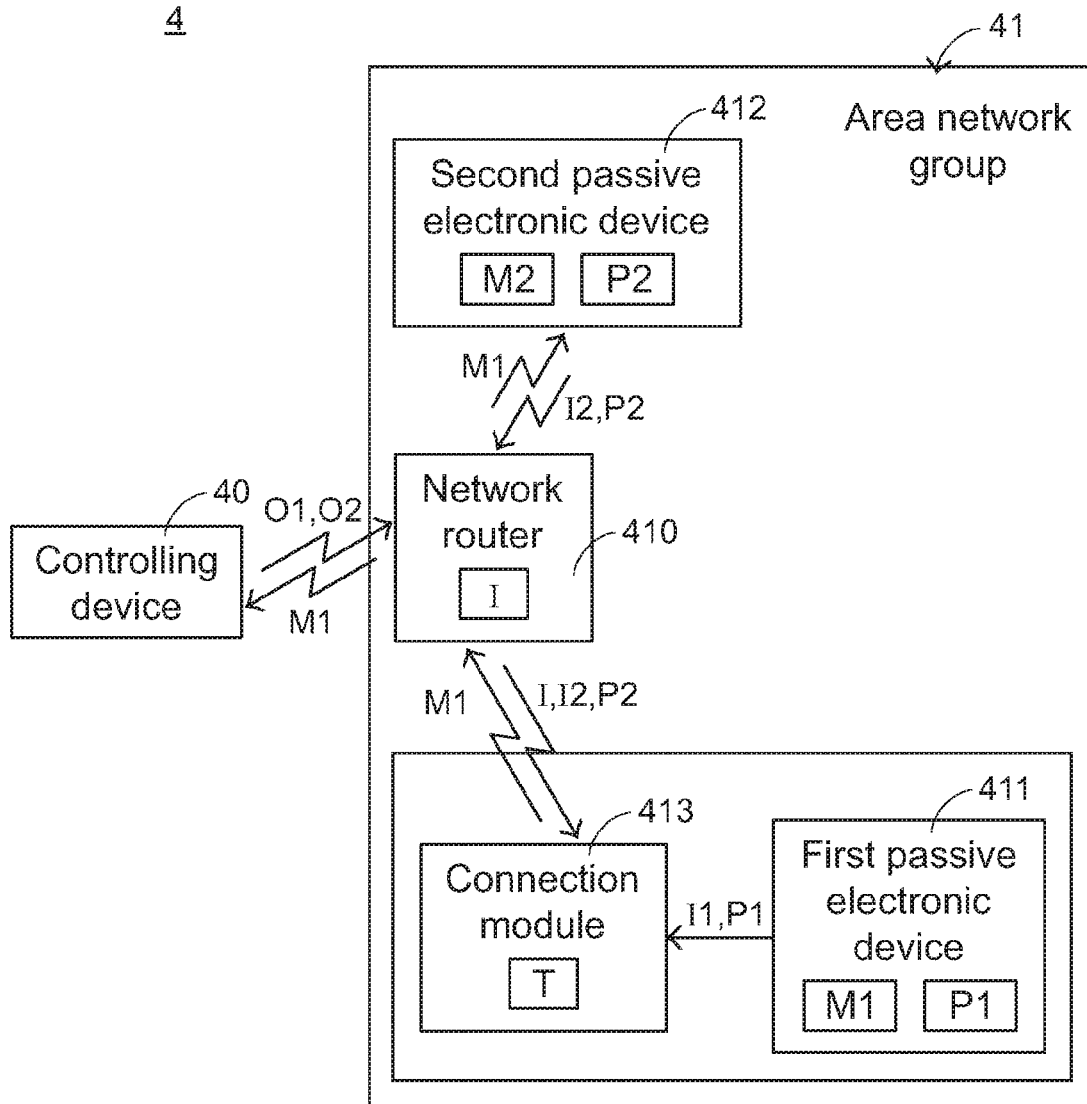 4
41
Area network
group
412
Second passive
electronic device
M2 P2
M1
I2,P2
40
O1,O2
Controlling
device
M1
Network
router
410
I
M1
I,I2,P2
413
Connection
module
T
I1,P1
411
First passive
electronic
device
M1 P1